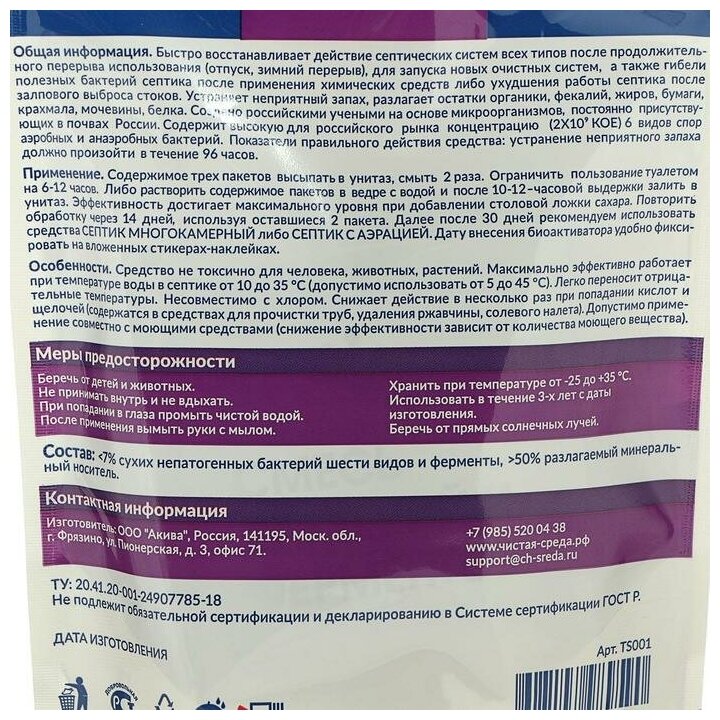 Общая информация. Быстро восстанавливает действие септических систем всех типов после продолжитель-
ного перерыва использования (отпуск, зимний перерыв), для запуска новых очистных систем, а также гибели
полезных бактерий септика после применения химических средств либо ухудшения работы септика после
залпового выброса стоков. Устраняет неприятный запах, разлагает остатки органики, фекалий, жиров, бумаги,
крахмала, мочевины, белка. Создано российскими учеными на основе микроорганизмов, постоянно присутству-
ющих в почвах России. Содержит высокую для российского рынка концентрацию (2Х10⁹ КОЕ) 6 видов спор
аэробных и анаэробных бактерий. Показатели правильного действия средства: устранение неприятного запаха
должно произойти в течение 96 часов.
Применение. Содержимое трех пакетов высыпать в унитаз, смыть 2 раза. Ограничить пользование туалетом
на 6-12 часов. Либо растворить содержимое пакетов в ведре с водой и после 10-12-часовой выдержки залить в
унитаз. Эффективность достигает максимального уровня при добавлении столовой ложки сахара. Повторить
обработку через 14 дней, используя оставшиеся 2 пакета. Далее после 30 дней рекомендуем использовать
средства СЕПТИК МНОГОКАМЕРНЫЙ либо СЕПТИК С АЭРАЦИЕЙ. Дату внесения биоактиватора удобно фикси-
ровать на вложенных стикерах-наклейках.
Особенности. Средство не токсично для человека, животных, растений. Максимально эффективно работает
при температуре воды в септике от 10 до 35 °С (допустимо использовать от 5 до 45 °С). Легко переносит отрица-
тельные температуры. Несовместимо с хлором. Снижает действие в несколько раз при попадании кислот и
щелочей (содержатся в средствах для прочистки труб, удаления ржавчины, солевого налета). Допустимо приме-
нение совместно с моющими средствами (снижение эффективности зависит от количества моющего вещества).
Меры предосторожности
Беречь от детей и животных.
Не принимать внутрь и не вдыхать.
При попадании в глаза промыть чистой водой.
После применения вымыть руки с мылом.
Хранить при температуре от -25 до +35 °С.
Использовать в течение 3-х лет с даты
изготовления.
Беречь от прямых солнечных лучей.
Состав: <7% сухих непатогенных бактерий шести видов и ферменты, >50% разлагаемый минераль-
ный носитель.
Контактная информация
Изготовитель: ООО "Акива", Россия, 141195, Моск. обл.,
г. Фрязино, ул. Пионерская, д. 3, офис 71.
+7 (985) 520 04 38
www.чистая-среда.рф
support@ch-sreda.ru
ТУ: 20.41.20-001-24907785-18
Не подлежит обязательной сертификации и декларированию в Системе сертификации ГОСТ Р.
ДАТА ИЗГОТОВЛЕНИЯ
Арт. TS001
ДОБРОВОЛЬНАЯ